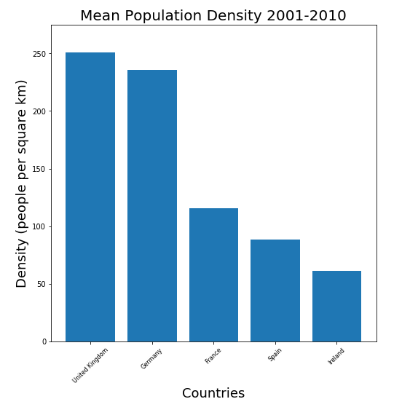 Mean Population Density 2001-2010
Density (people per square km)
250
200
150
100
50
0
United Kingdom
Germany
France
Spain
Ireland
Countries